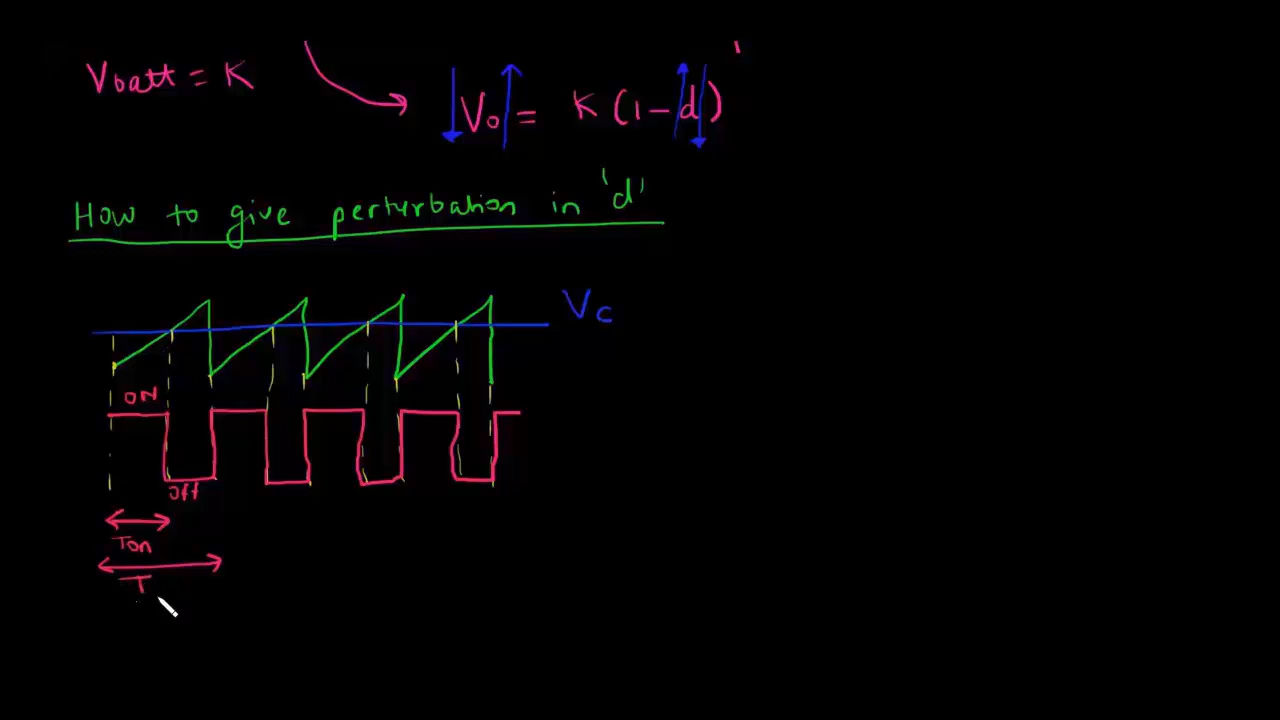 Vbatt = K
Vo = K (1-d)
How to give perturbation in 'd'
Vc
ON
Off
Ton
T